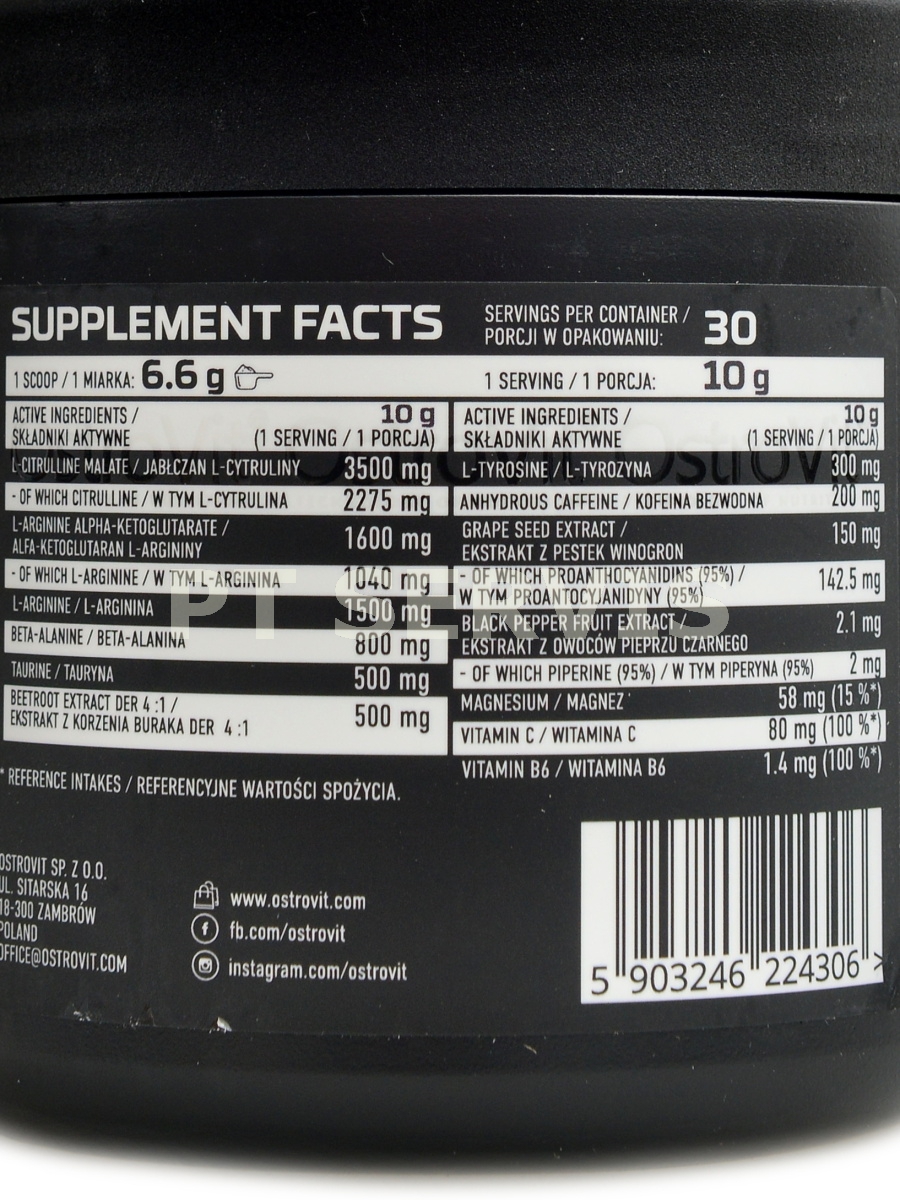 SUPPLEMENT FACTS
SERVINGS PER CONTAINER /
PORCJI W OPAKOWANIU:
30
1 SCOOP / 1 MIARKA: 6.6 g
1 SERVING / 1 PORCJA: 10 g
ACTIVE INGREDIENTS / 10 g
SKŁADNIKI AKTYWNE (1 SERVING / 1 PORCJA)
L-CITRULLINE MALATE / JABŁCZAN L-CYTRULINY 3500 mg
- OF WHICH CITRULLINE / W TYM L-CYTRULINA 2275 mg
L-ARGININE ALPHA-KETOGLUTARATE /
ALFA-KETOGLUTARAN L-ARGININY 1600 mg
- OF WHICH L-ARGININE / W TYM L-ARGININA 1040 mg
L-ARGININE / L-ARGININA 1500 mg
BETA-ALANINE / BETA-ALANINA 800 mg
TAURINE / TAURYNA 500 mg
BEETROOT EXTRACT DER 4 :1 /
EKSTRAKT Z KORZENIA BURAKA DER 4 :1 500 mg
ACTIVE INGREDIENTS / 10 g
SKŁADNIKI AKTYWNE (1 SERVING / 1 PORCJA)
L-TYROSINE / L-TYROZYNA 300 mg
ANHYDROUS CAFFEINE / KOFEINA BEZWODNA 200 mg
GRAPE SEED EXTRACT / 150 mg
EKSTRAKT Z PESTEK WINOGRON
- OF WHICH PROANTHOCYANIDINS (95%) / 142.5 mg
W TYM PROANTOCYJANIDYNY (95%)
BLACK PEPPER FRUIT EXTRACT / 2.1 mg
EKSTRAKT Z OWOCÓW PIEPRZU CZARNEGO
- OF WHICH PIPERINE (95%) / W TYM PIPERYNA (95%) 2 mg
MAGNESIUM / MAGNEZ 58 mg (15 %*)
VITAMIN C / WITAMINA C 80 mg (100 %*)
VITAMIN B6 / WITAMINA B6 1.4 mg (100 %*)
* REFERENCE INTAKES / REFERENCYJNE WARTOŚCI SPOŻYCIA.
OSTROVIT SP. Z O.O.
UL. SITARSKA 16
18-300 ZAMBRÓW
POLAND
OFFICE@OSTROVIT.COM
www.ostrovit.com
fb.com/ostrovit
instagram.com/ostrovit
5 903246 224306 >
PT SERVIS